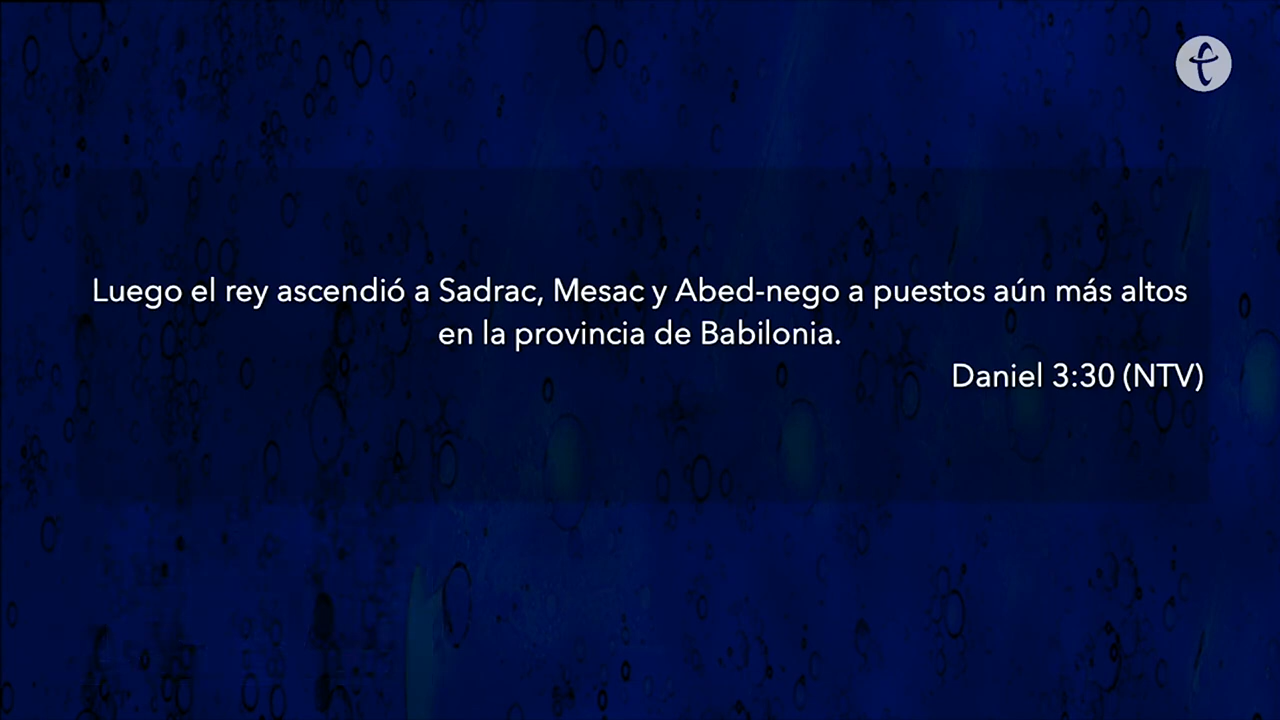 Luego el rey ascendió a Sadrac, Mesac y Abed-nego a puestos aún más altos
en la provincia de Babilonia.
Daniel 3:30 (NTV)